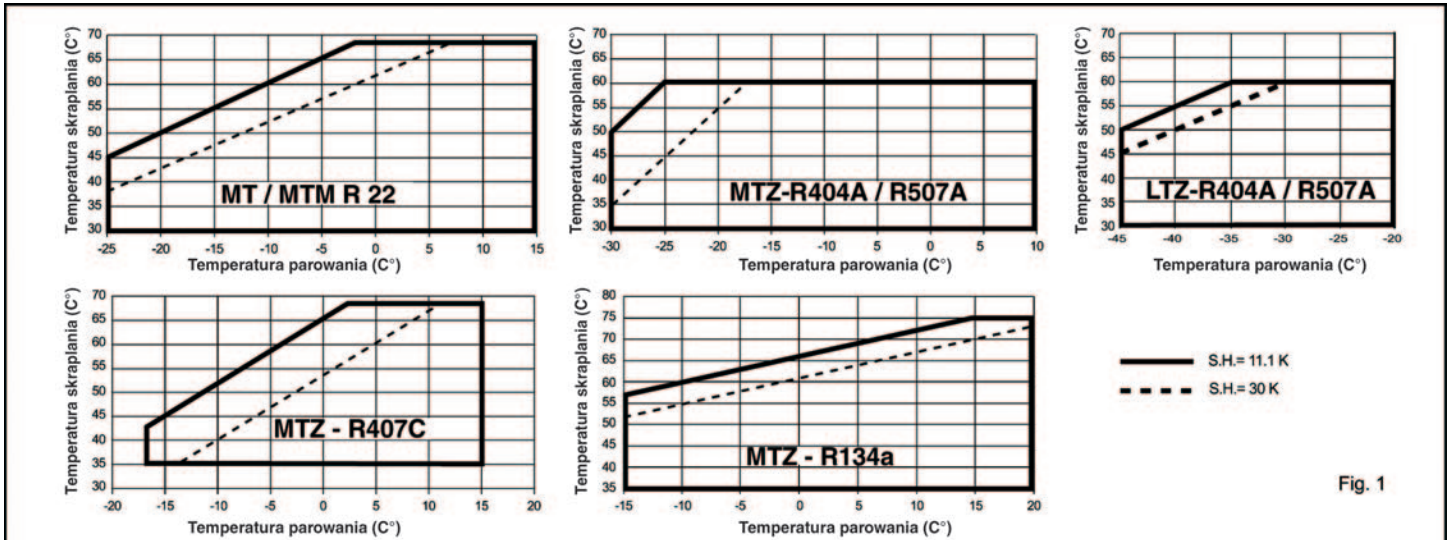 Temperatura skraplania (C°)
70
65
60
55
50
45
40
35
30
MT / MTM R 22
-25 -20 -15 -10 -5 0 5 10 15
Temperatura parowania (C°)
Temperatura skraplania (C°)
70
65
60
55
50
45
40
35
30
MTZ-R404A / R507A
-30 -25 -20 -15 -10 -5 0 5 10
Temperatura parowania (C°)
Temperatura skraplania (C°)
70
65
60
55
50
45
40
35
30
LTZ-R404A / R507A
-45 -40 -35 -30 -25 -20
Temperatura parowania (C°)
Temperatura skraplania (C°)
70
65
60
55
50
45
40
35
30
MTZ - R407C
-20 -15 -10 -5 0 5 10 15 20
Temperatura parowania (C°)
Temperatura skraplania (C°)
80
75
70
65
60
55
50
45
40
35
MTZ - R134a
-15 -10 -5 0 5 10 15 20
Temperatura parowania (C°)
S.H.= 11.1 K
S.H.= 30 K
Fig. 1